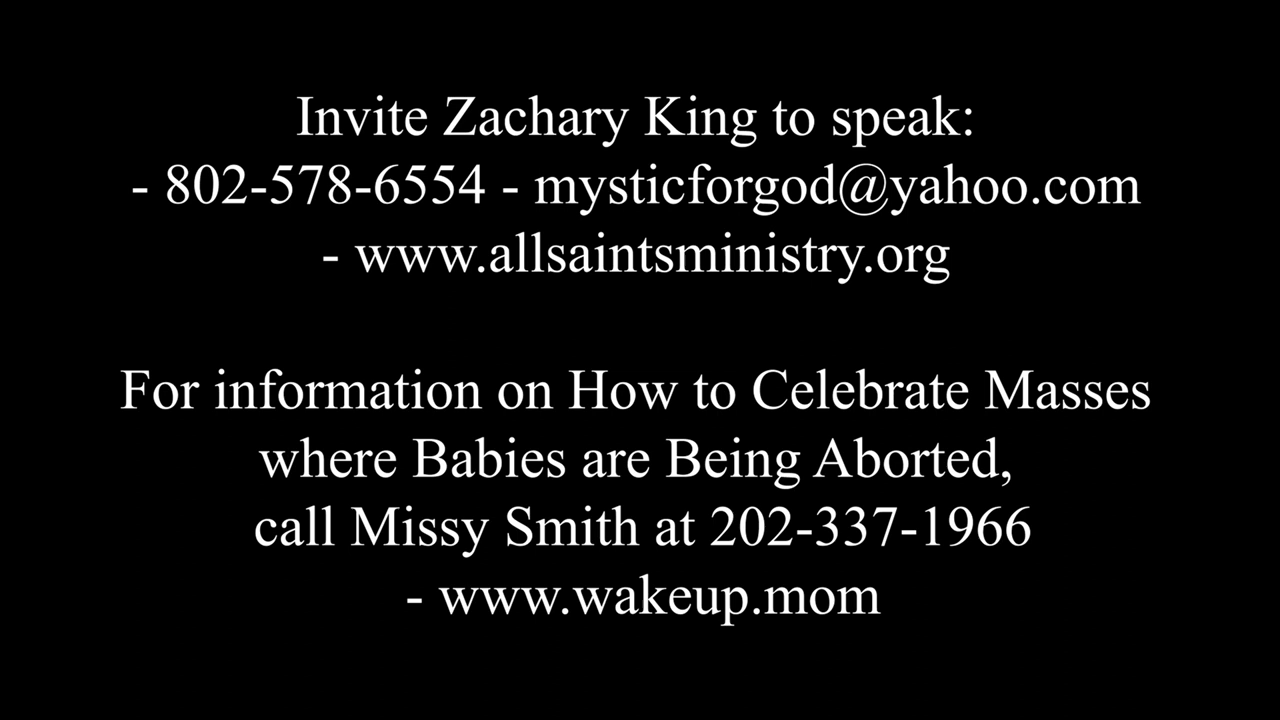 Invite Zachary King to speak:
- 802-578-6554 - mysticforgod@yahoo.com
- www.allsaintsministry.org
For information on How to Celebrate Masses
where Babies are Being Aborted,
call Missy Smith at 202-337-1966
- www.wakeup.mom